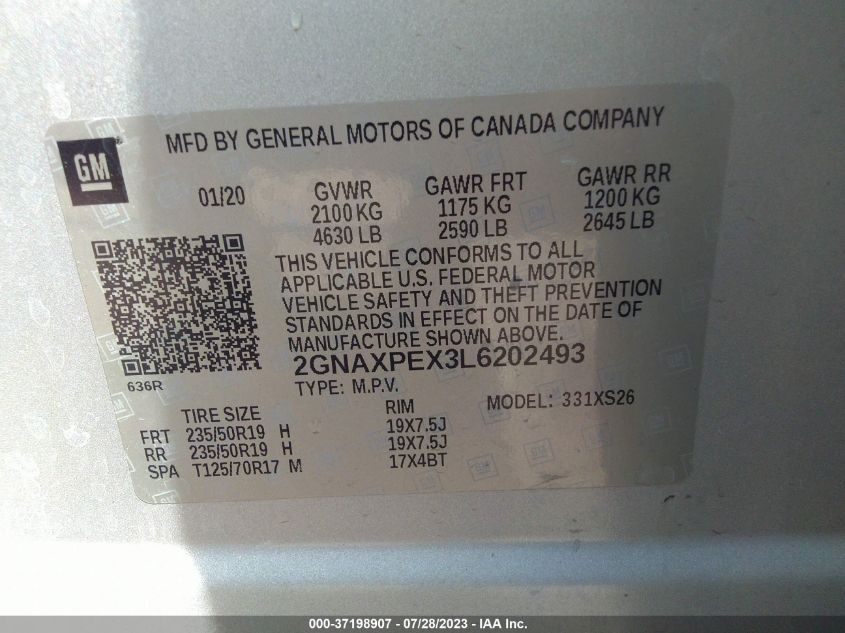 MFD BY GENERAL MOTORS OF CANADA COMPANY
GM
01/20 GVWR GAWR FRT GAWR RR
2100 KG 1175 KG 1200 KG
4630 LB 2590 LB 2645 LB
THIS VEHICLE CONFORMS TO ALL
APPLICABLE U.S. FEDERAL MOTOR
VEHICLE SAFETY AND THEFT PREVENTION
STANDARDS IN EFFECT ON THE DATE OF
MANUFACTURE SHOWN ABOVE.
2GNAXPEX3L6202493
636R
TYPE: M.P.V. MODEL: 331XS26
TIRE SIZE RIM
FRT 235/50R19 H 19X7.5J
RR 235/50R19 H 19X7.5J
SPA T125/70R17 M 17X4BT
000-37198907 - 07/28/2023 - IAA Inc.